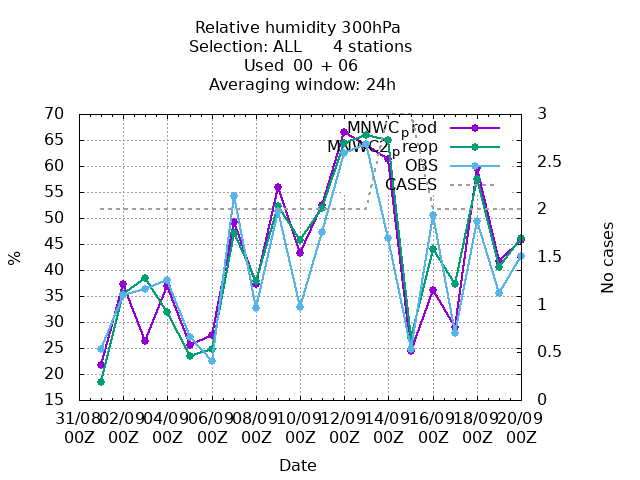 Relative humidity 300hPa
Selection: ALL 4 stations
Used 00 + 06
Averaging window: 24h
70 3
65
60 2.5
55
50 2
45
40 1.5
35
30 1
25
20 0.5
15 0
%
No cases
MNWC_prod
MNWC2_preop
OBS
CASES
31/08 02/09 04/09 06/09 08/09 10/09 12/09 14/09 16/09 18/09 20/09
00Z 00Z 00Z 00Z 00Z 00Z 00Z 00Z 00Z 00Z 00Z
Date